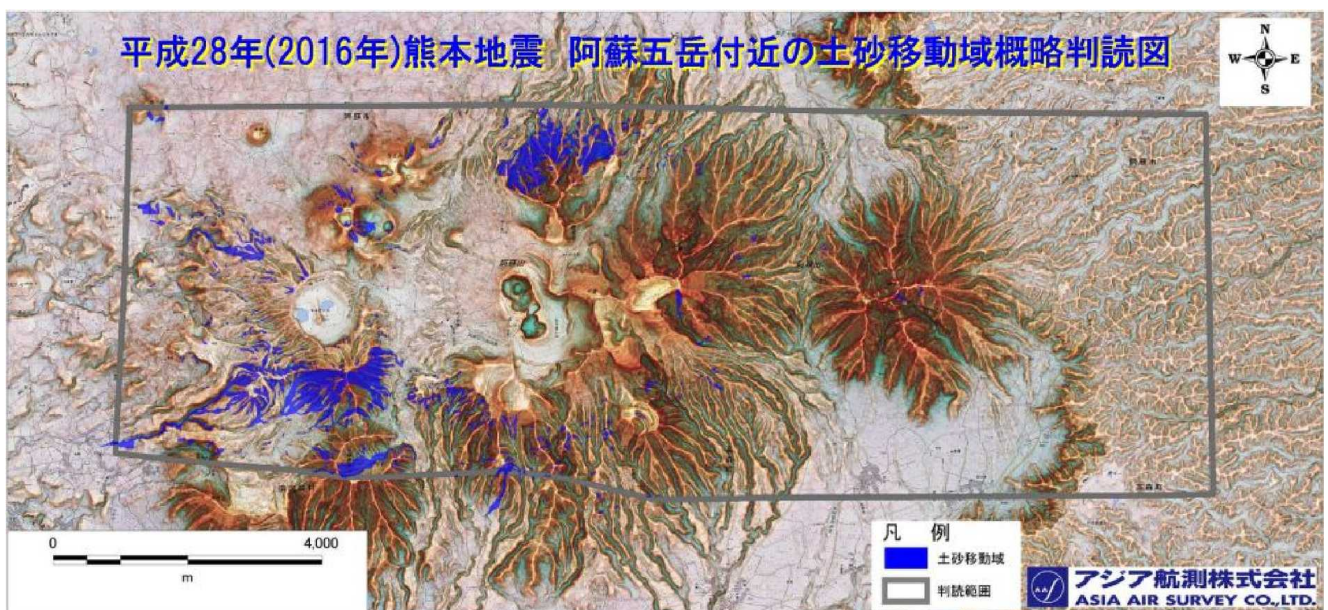 平成28年(2016年)熊本地震 阿蘇五岳付近の土砂移動域概略判読図
N
W E
S
阿蘇山
0 4,000
m
凡 例
土砂移動域
判読範囲
アジア航測株式会社
ASIA AIR SURVEY CO.,LTD.